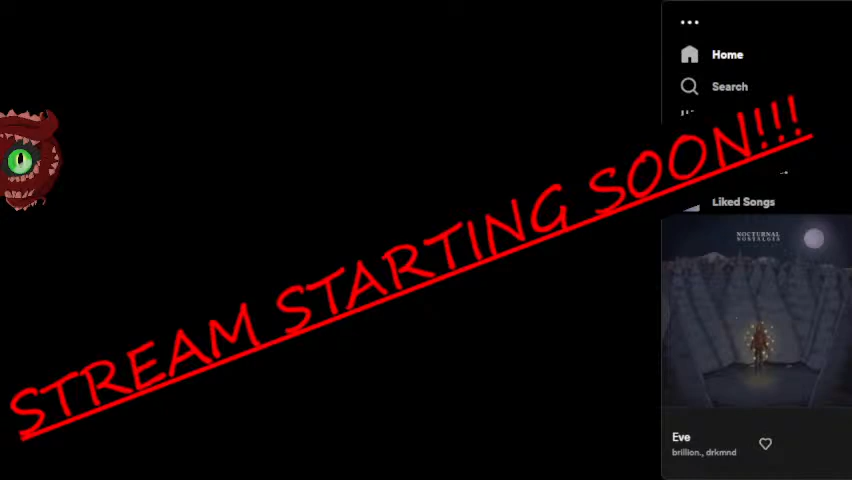 Home
Search
STREAM STARTING SOON!!!
Liked Songs
NOCTURNAL
NOSTALGIA
Eve
brillion., drkmnd